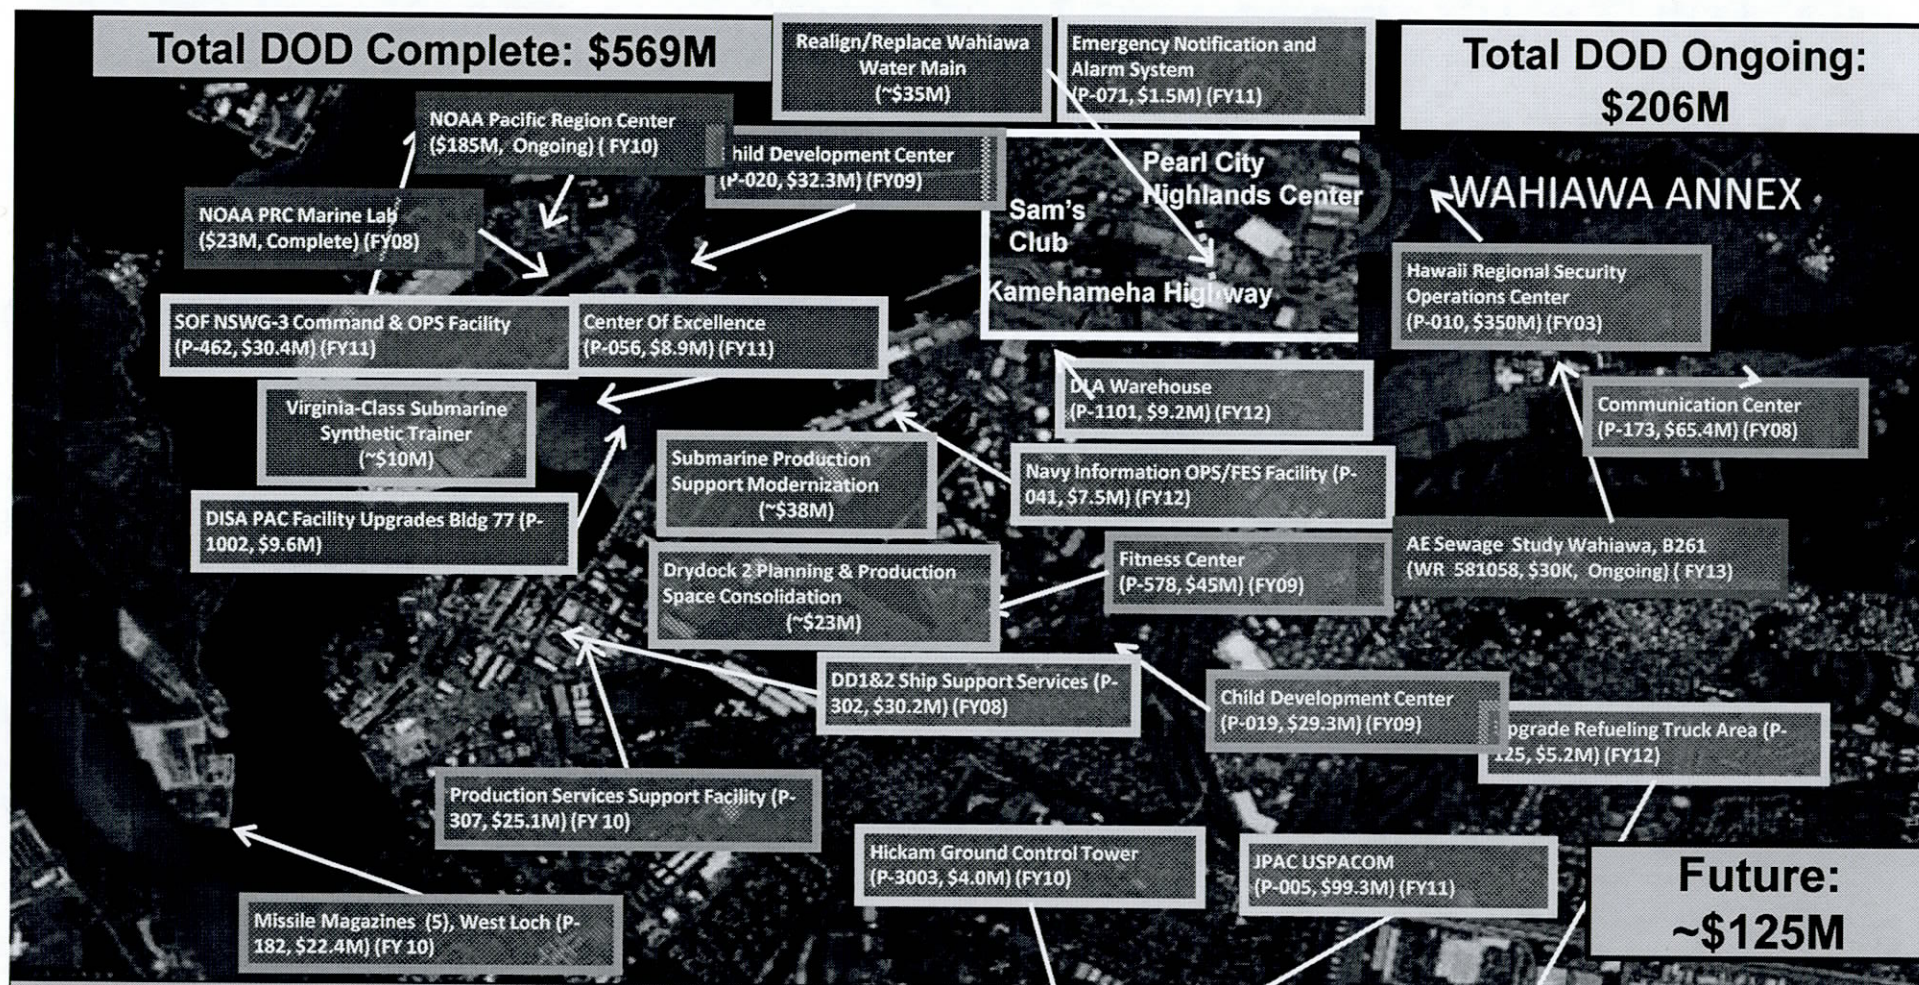 Total DOD Complete: $569M
Realign/Replace Wahiawa
Water Main
(~$35M)
Emergency Notification and
Alarm System
(P-071, $1.5M) (FY11)
Total DOD Ongoing:
$206M
NOAA Pacific Region Center
($185M, Ongoing) ( FY10)
Child Development Center
(P-020, $32.3M) (FY09)
Pearl City
Highlands Center
Sam's
Club
Kamehameha Highway
WAHIAWA ANNEX
NOAA PRC Marine Lab
($23M, Complete) (FY08)
Hawaii Regional Security
Operations Center
(P-010, $350M) (FY03)
SOF NSWG-3 Command & OPS Facility
(P-462, $30.4M) (FY11)
Center Of Excellence
(P-056, $8.9M) (FY11)
DLA Warehouse
(P-1101, $9.2M) (FY12)
Communication Center
(P-173, $65.4M) (FY08)
Virginia-Class Submarine
Synthetic Trainer
(~$10M)
Submarine Production
Support Modernization
(~$38M)
Navy Information OPS/FES Facility (P-
041, $7.5M) (FY12)
DISA PAC Facility Upgrades Bldg 77 (P-
1002, $9.6M)
AE Sewage Study Wahiawa, B261
(WR 581058, $30K, Ongoing) ( FY13)
Drydock 2 Planning & Production
Space Consolidation
(~$23M)
Fitness Center
(P-578, $45M) (FY09)
DD1&2 Ship Support Services (P-
302, $30.2M) (FY08)
Child Development Center
(P-019, $29.3M) (FY09)
Upgrade Refueling Truck Area (P-
125, $5.2M) (FY12)
Production Services Support Facility (P-
307, $25.1M) (FY 10)
Hickam Ground Control Tower
(P-3003, $4.0M) (FY10)
JPAC USPACOM
(P-005, $99.3M) (FY11)
Future:
~$125M
Missile Magazines (5), West Loch (P-
182, $22.4M) (FY 10)